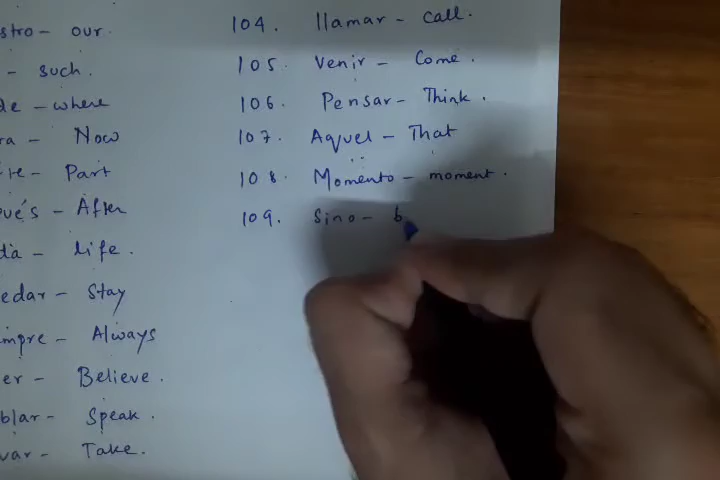 stro - our.
- such.
de - where
ra - Now
rte - Part
ués - After
da - life.
edar - Stay
mpre - Always
er - Believe.
blar - Speak.
var - Take.
104. llamar - call.
105. Venir - Come.
106. Pensar - Think.
107. Aquel - That
108. Momento - moment.
109. Sino - b